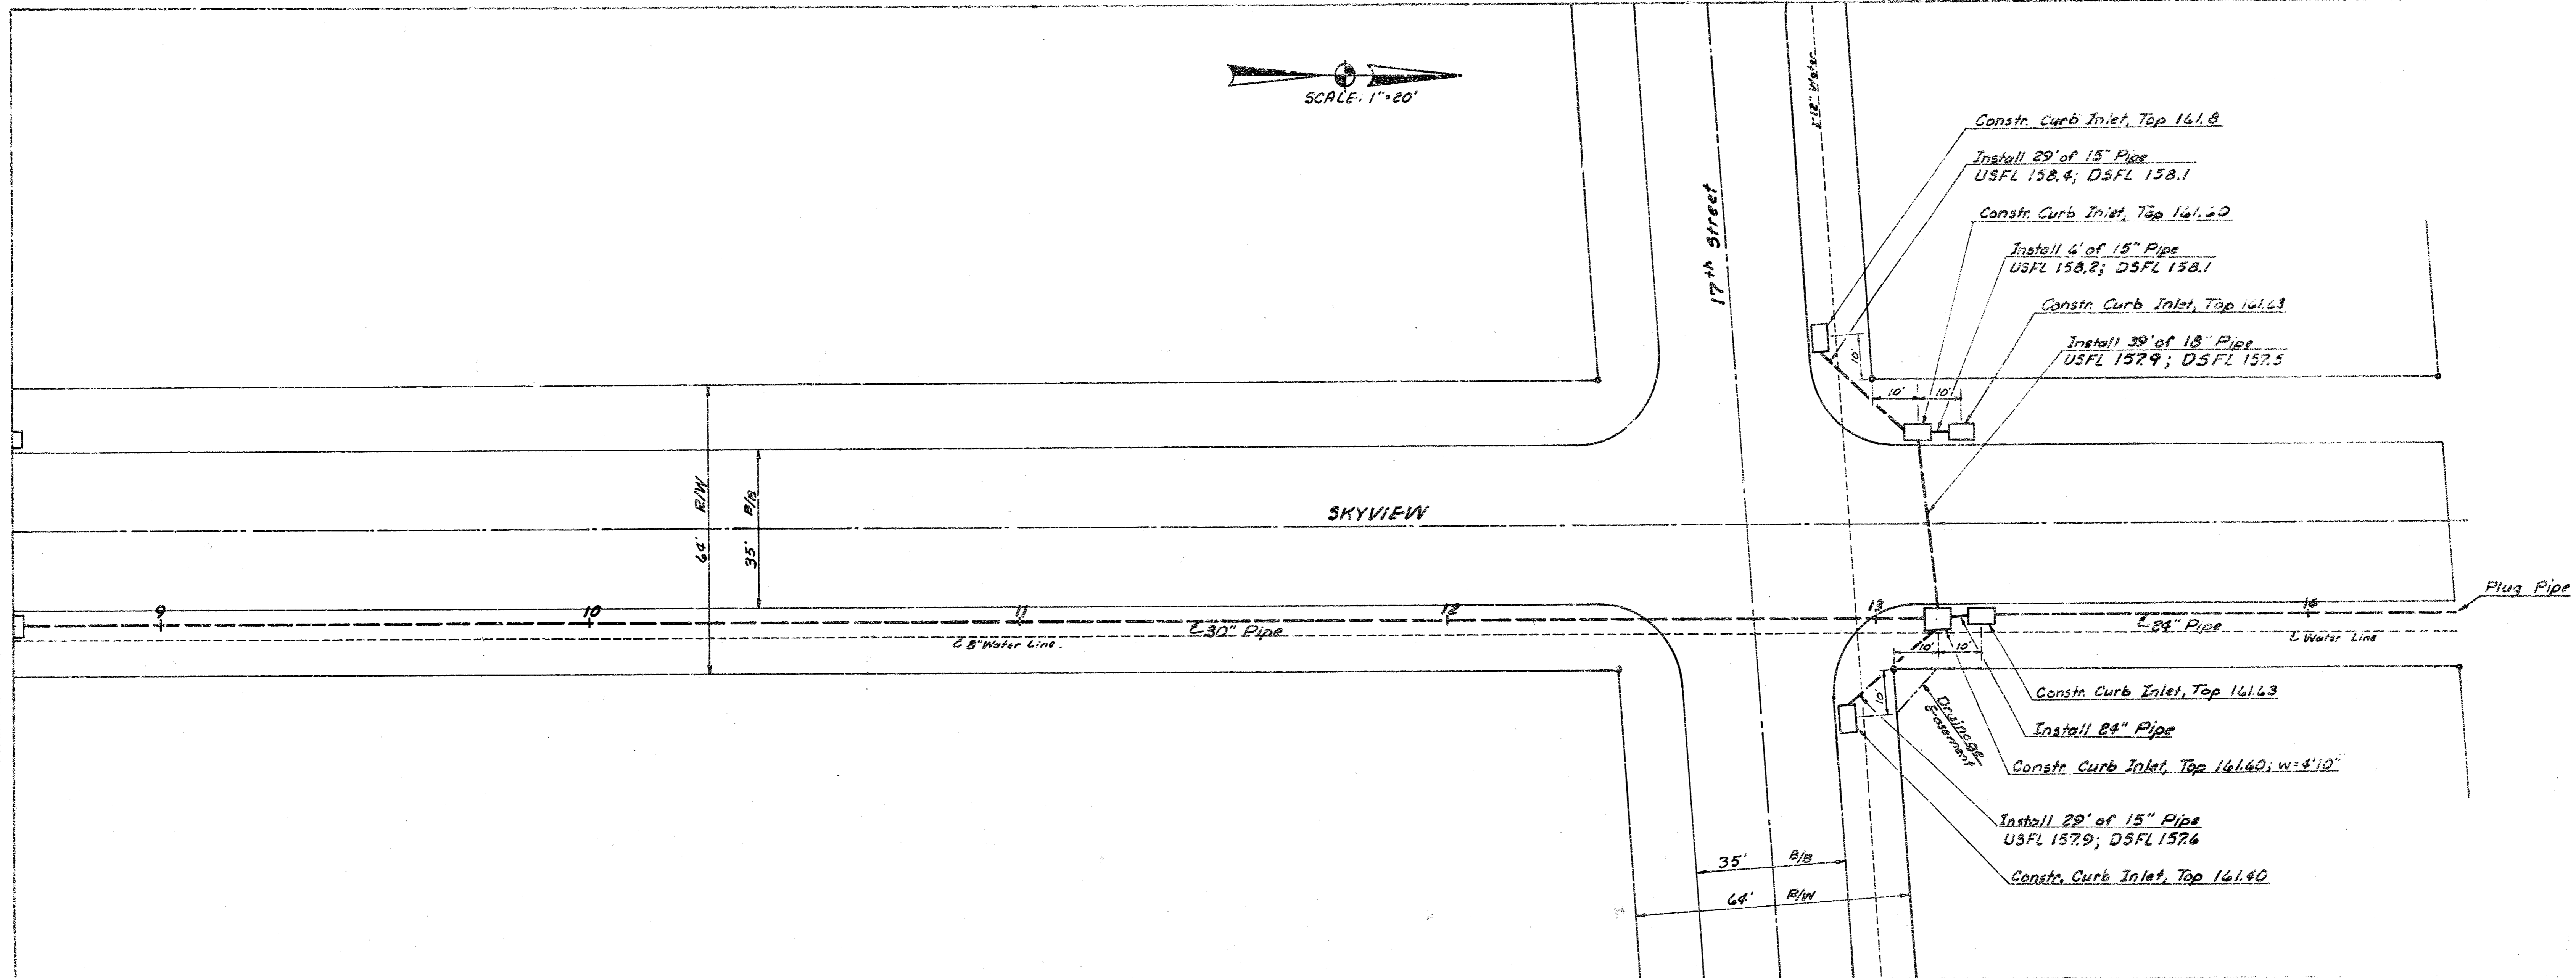 SCALE. 1"=20'
℄ 12" Water
17th Street
Constr. Curb Inlet, Top 161.8
Install 29' of 15" Pipe
USFL 158.4; DSFL 158.1
Constr. Curb Inlet, Top 161.60
Install 6' of 15" Pipe
USFL 158.2; DSFL 158.1
Constr. Curb Inlet, Top 161.63
Install 39' of 18" Pipe
USFL 157.9; DSFL 157.5
10'
10'
10'
64' R/W
35' B/B
SKYVIEW
9
10
11
12
13
16
Plug Pipe
℄ 30" Pipe
℄ 24" Pipe
℄ 8" Water Line
℄ Water Line
10'
10'
10'
Drainage
Easement
Constr. Curb Inlet, Top 161.63
Install 24" Pipe
Constr. Curb Inlet, Top 161.60; W=4'10"
Install 29' of 15" Pipe
USFL 157.9; DSFL 157.6
Constr. Curb Inlet, Top 161.40
35' B/B
64' R/W